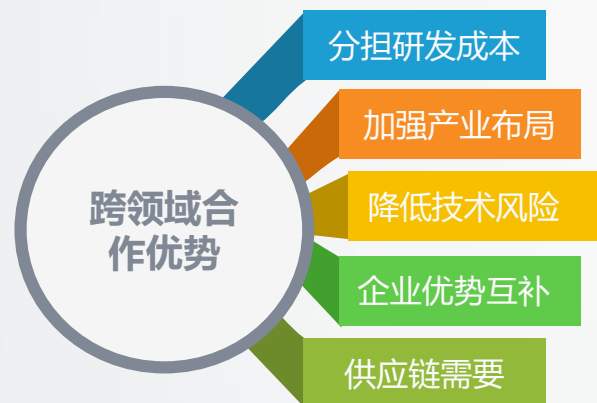 跨领域合
作优势
分担研发成本
加强产业布局
降低技术风险
企业优势互补
供应链需要